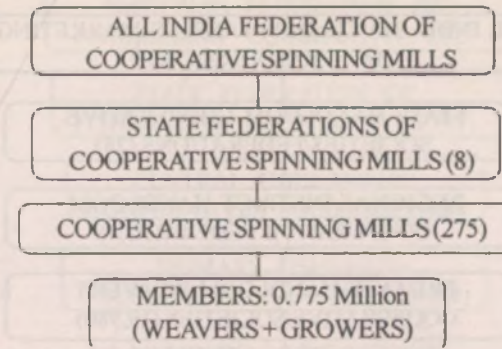 ALL INDIA FEDERATION OF
COOPERATIVE SPINNING MILLS
STATE FEDERATIONS OF
COOPERATIVE SPINNING MILLS (8)
COOPERATIVE SPINNING MILLS (275)
MEMBERS: 0.775 Million
(WEAVERS + GROWERS)